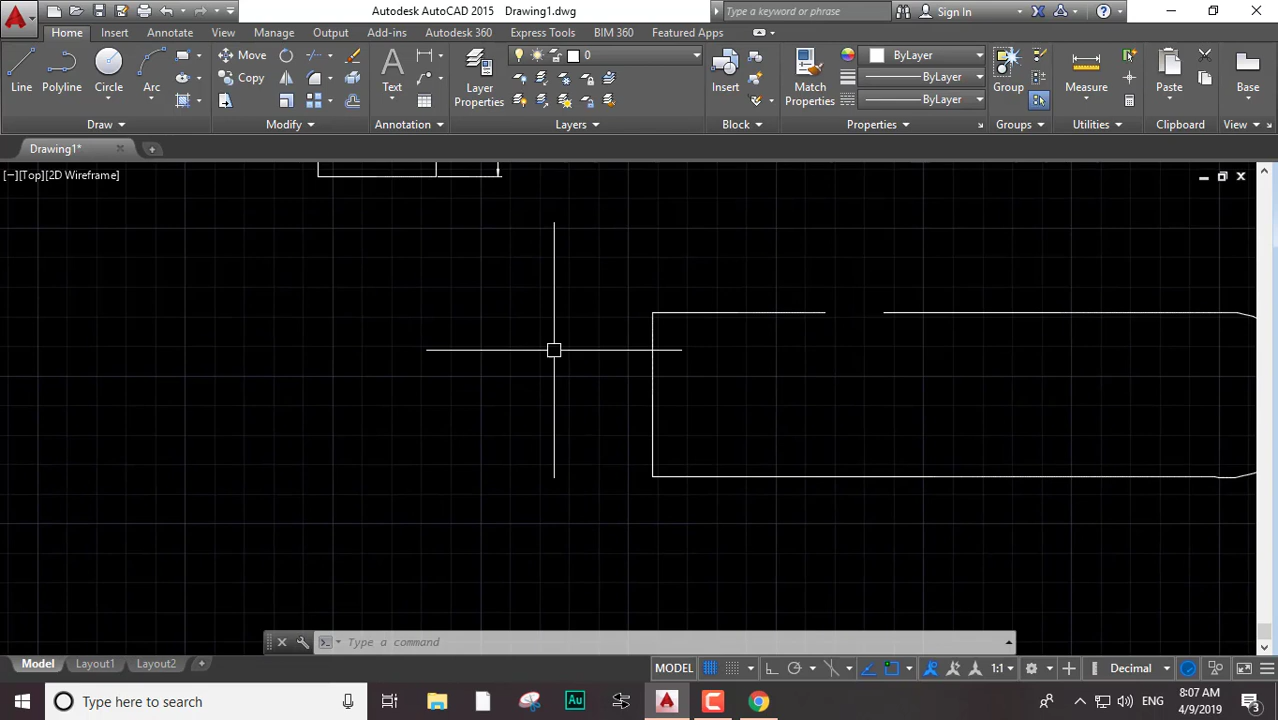 Autodesk AutoCAD 2015 Drawing1.dwg
Type a keyword or phrase
Sign In
Home Insert Annotate View Manage Output Add-ins Autodesk 360 Express Tools BIM 360 Featured Apps
Line Polyline Circle Arc
Move
Copy
Text
Layer Properties
0
Insert
Match Properties
ByLayer
ByLayer
ByLayer
Group
Measure
Paste
Base
Draw Modify Annotation Layers Block Properties Groups Utilities Clipboard View
Drawing1*
[−][Top][2D Wireframe]
Type a command
Model Layout1 Layout2
MODEL
1:1
Decimal
Type here to search
Au
ENG
8:07 AM
4/9/2019
3